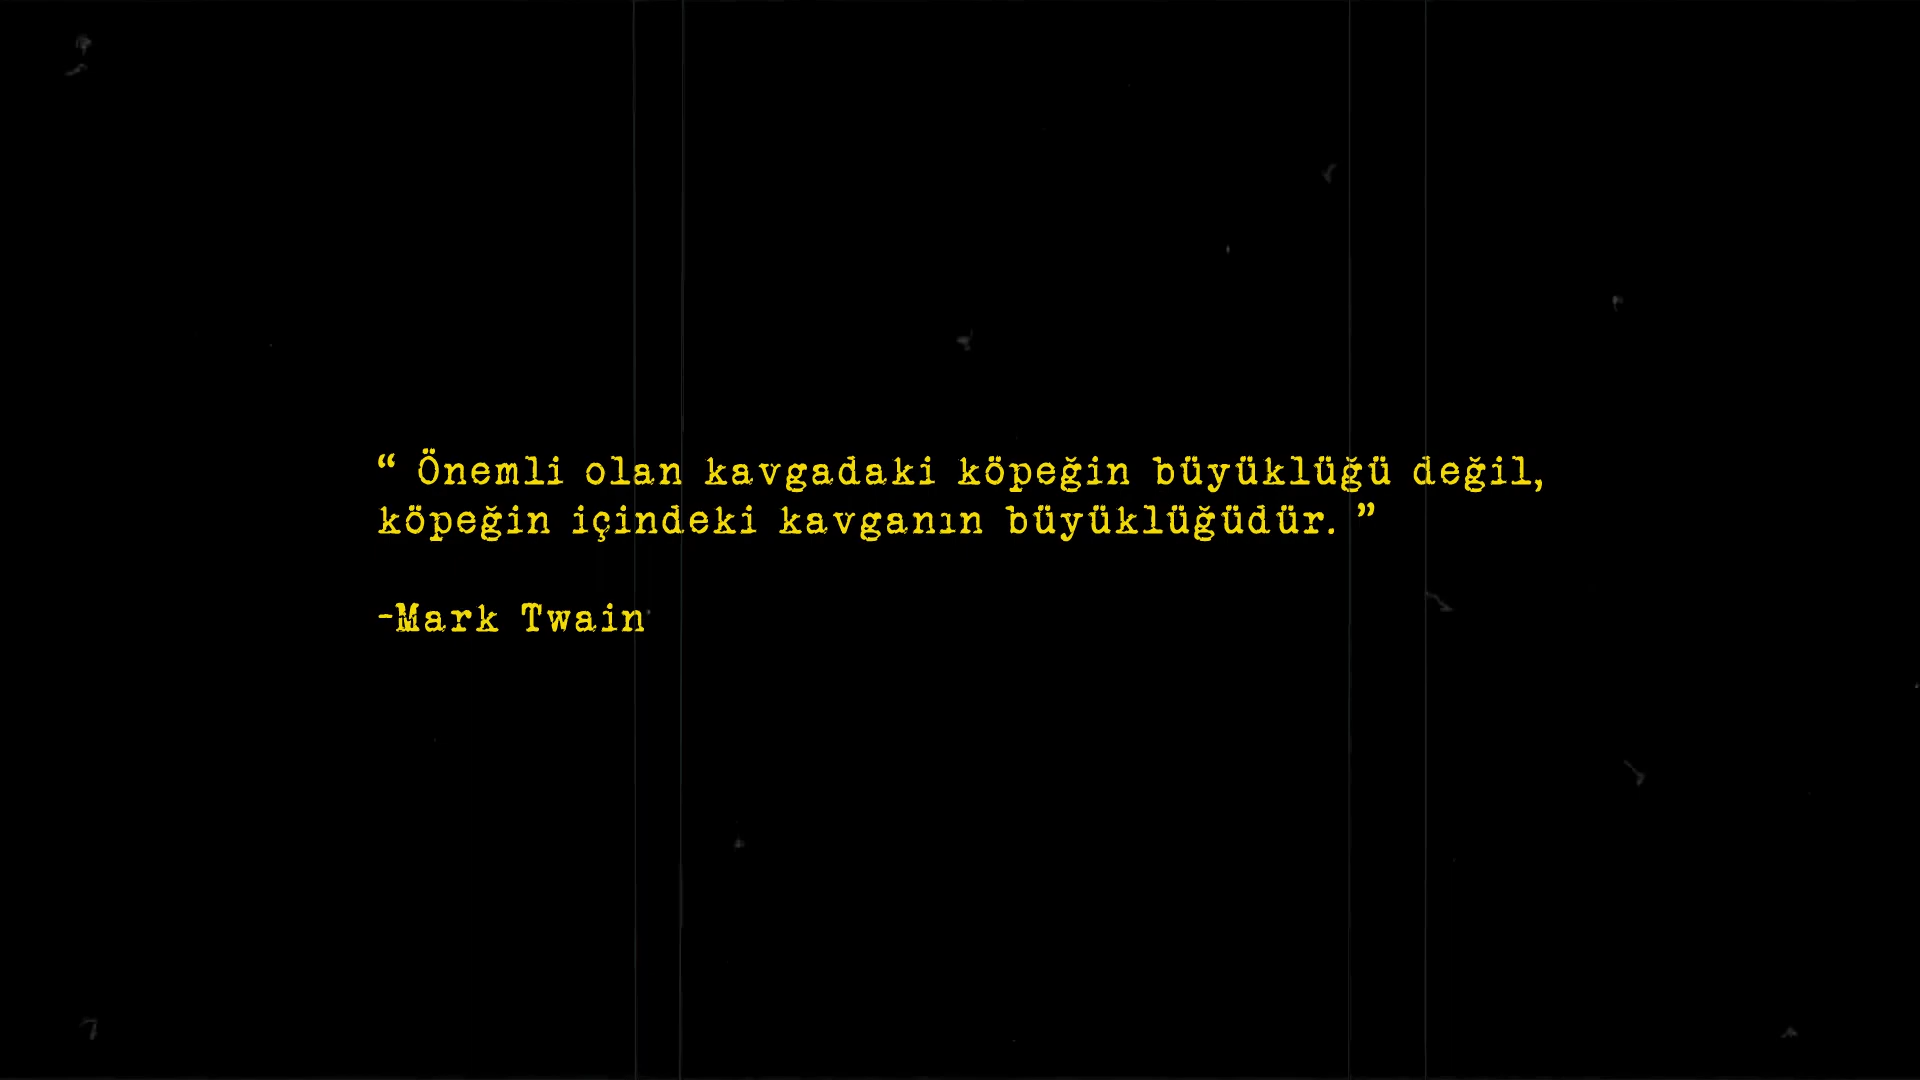 “ Önemli olan kavgadaki köpeğin büyüklüğü değil,
köpeğin içindeki kavganın büyüklüğüdür. ”
-Mark Twain